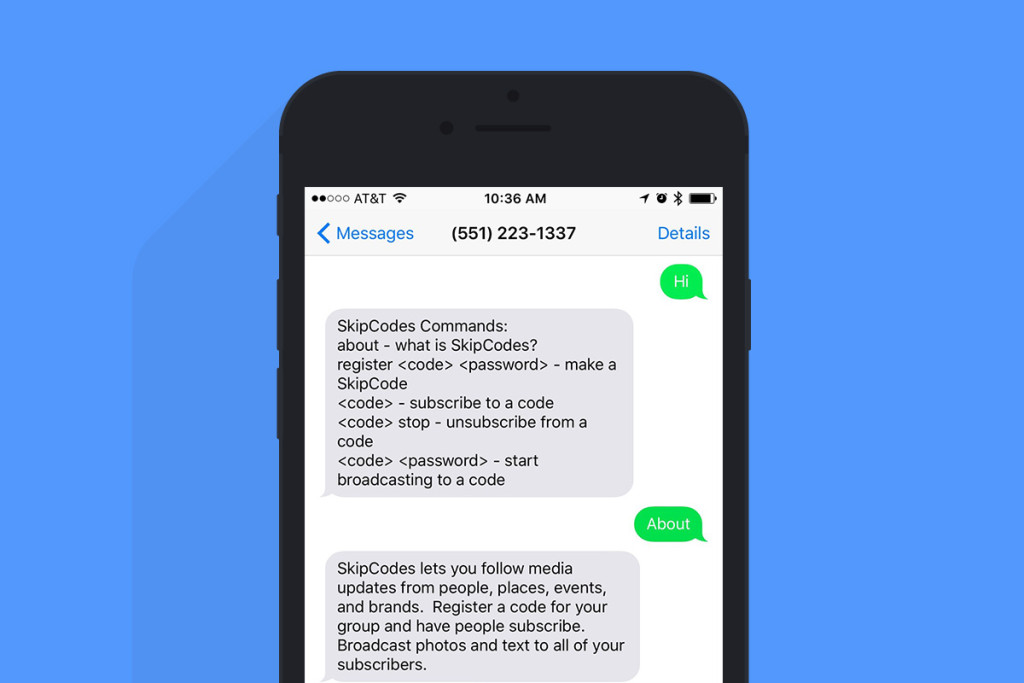 AT&T 10:36 AM
Messages (551) 223-1337 Details
Hi
SkipCodes Commands:
about - what is SkipCodes?
register <code> <password> - make a
SkipCode
<code> - subscribe to a code
<code> stop - unsubscribe from a
code
<code> <password> - start
broadcasting to a code
About
SkipCodes lets you follow media
updates from people, places, events,
and brands.  Register a code for your
group and have people subscribe.
Broadcast photos and text to all of your
subscribers.